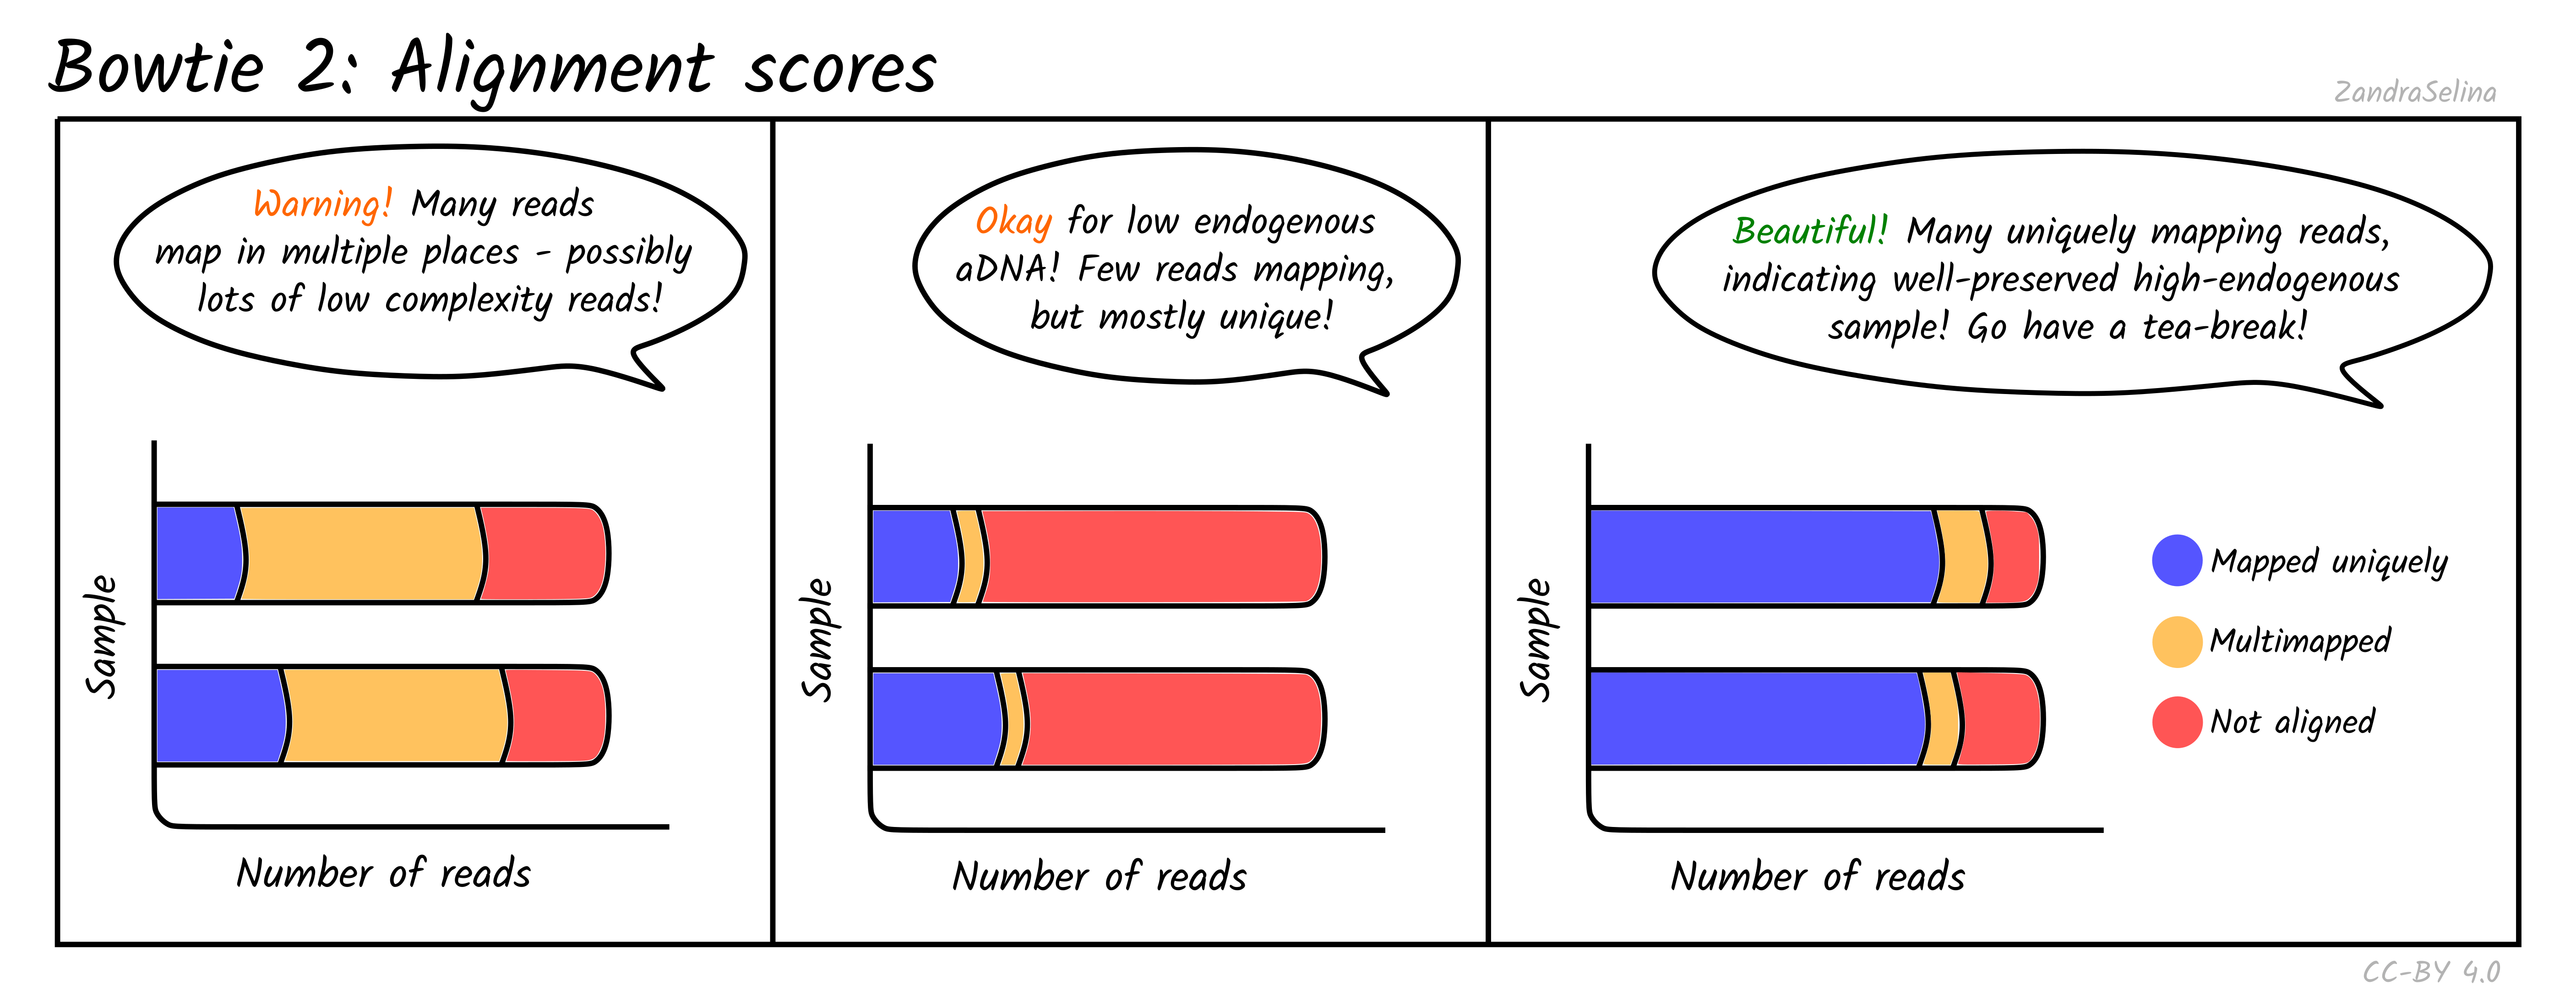 Bowtie 2: Alignment scores
ZandraSelina
Warning! Many reads
map in multiple places - possibly
lots of low complexity reads!
Sample
Number of reads
Okay for low endogenous
aDNA! Few reads mapping,
but mostly unique!
Sample
Number of reads
Beautiful! Many uniquely mapping reads,
indicating well-preserved high-endogenous
sample! Go have a tea-break!
Sample
Number of reads
Mapped uniquely
Multimapped
Not aligned
CC-BY 4.0